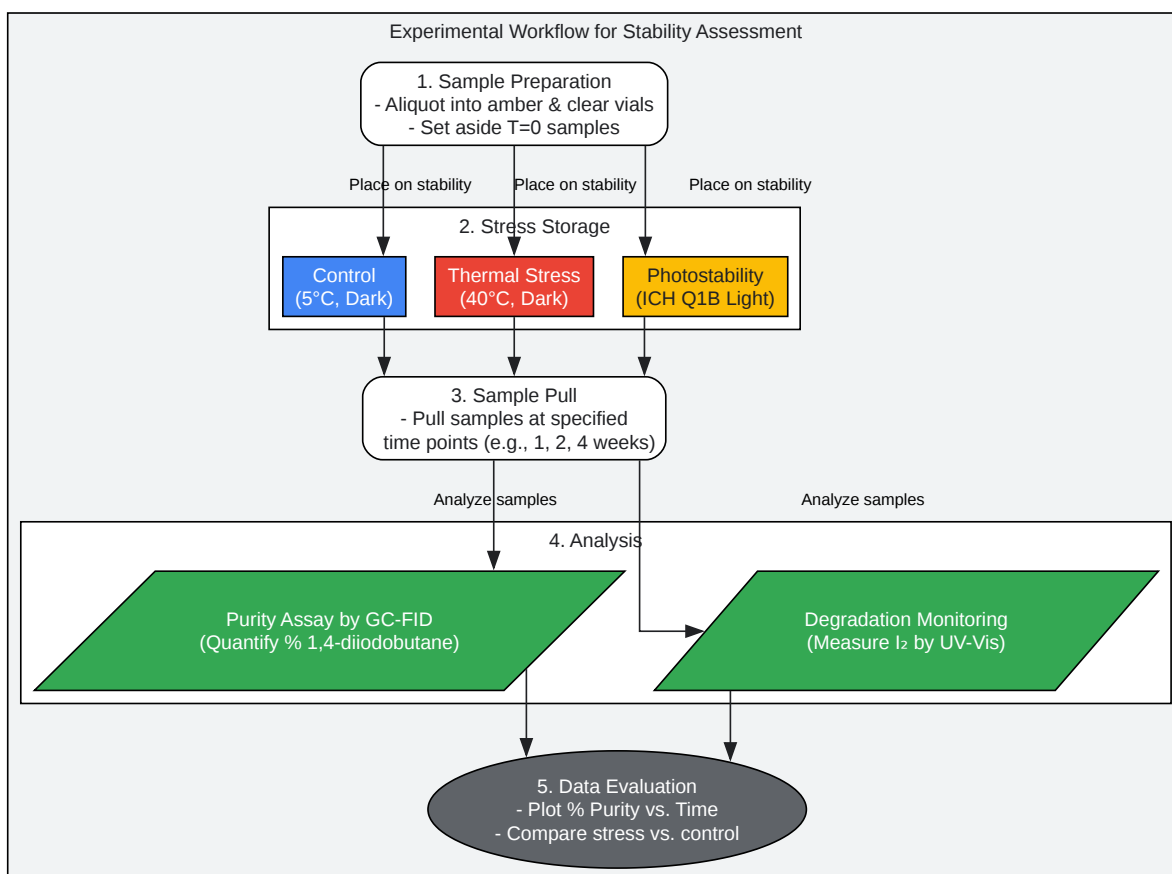 Experimental Workflow for Stability Assessment
1. Sample Preparation
- Aliquot into amber & clear vials
- Set aside T=0 samples
Place on stability
Place on stability
Place on stability
2. Stress Storage
Control
(5°C, Dark)
Thermal Stress
(40°C, Dark)
Photostability
(ICH Q1B Light)
3. Sample Pull
- Pull samples at specified
time points (e.g., 1, 2, 4 weeks)
Analyze samples
Analyze samples
4. Analysis
Purity Assay by GC-FID
(Quantify % 1,4-diiodobutane)
Degradation Monitoring
(Measure I₂ by UV-Vis)
5. Data Evaluation
- Plot % Purity vs. Time
- Compare stress vs. control